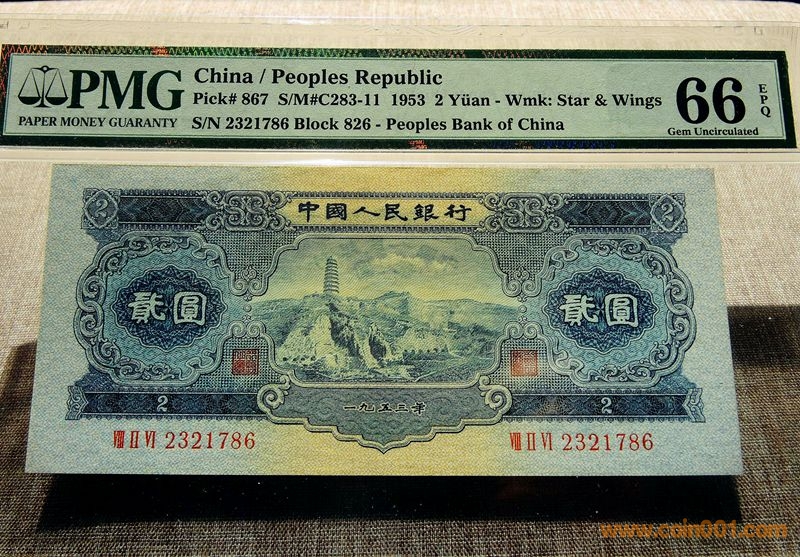 PMG
PAPER MONEY GUARANTY
China / Peoples Republic
Pick# 867 S/M#C283-11 1953 2 Yüan - Wmk: Star & Wings
S/N 2321786 Block 826 - Peoples Bank of China
66
EPQ
Gem Uncirculated
中國人民銀行
2 2
貳圓 貳圓
一九五三年
2 2
VIII II VI 2321786 VIII II VI 2321786
www.coin001.com